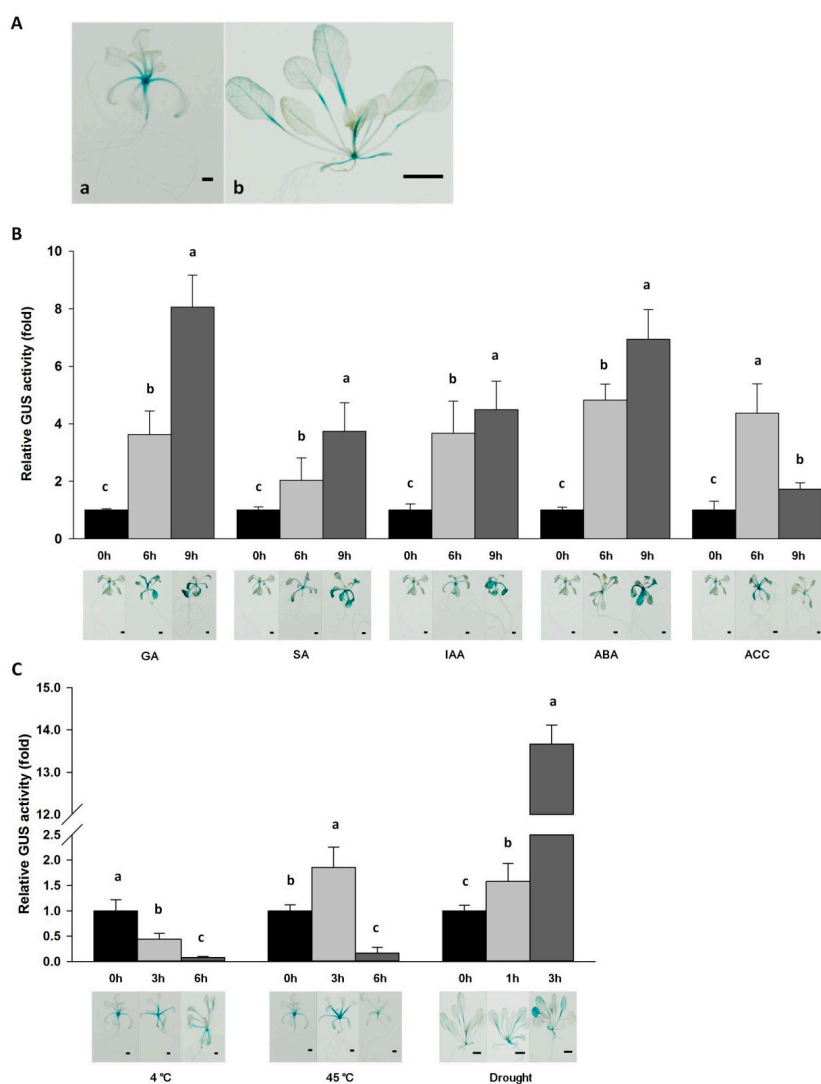 A
a b
B
Relative GUS activity (fold)
10
8
6
4
2
0
c b a c b a c b a c b a c a b
0h 6h 9h 0h 6h 9h 0h 6h 9h 0h 6h 9h 0h 6h 9h
GA SA IAA ABA ACC
C
Relative GUS activity (fold)
15.0
14.0
13.0
12.0
2.5
2.0
1.5
1.0
0.5
0.0
a b c b a c c b a
0h 3h 6h 0h 3h 6h 0h 1h 3h
4 °C 45 °C Drought